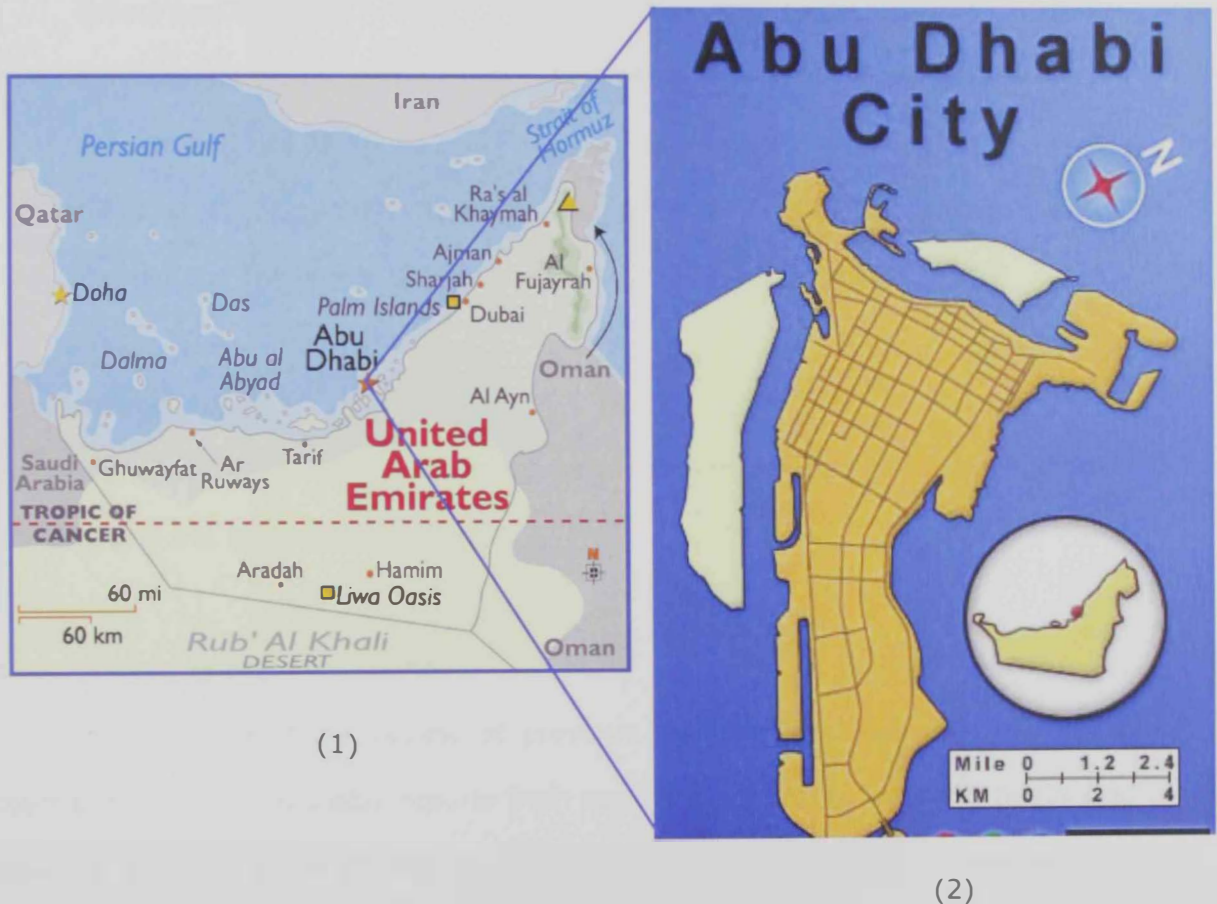 Iran
Persian Gulf
Strait of
Hormuz
Qatar
Ra's al
Khaymah
Ajman
Al
Fujayrah
Sharjah
Doha
Das
Palm Islands
Dubai
Abu
Dhabi
Dalma
Abu al
Abyad
Oman
Al Ayn
United
Arab
Emirates
Tarif
Saudi
Arabia
Ghuwayfat
Ar
Ruways
TROPIC OF
CANCER
N
Aradah
Hamim
Liwa Oasis
60 mi
60 km
Rub' Al Khali
DESERT
Oman
(1)
Abu Dhabi
City
N
Mile 0 1.2 2.4
KM 0 2 4
(2)